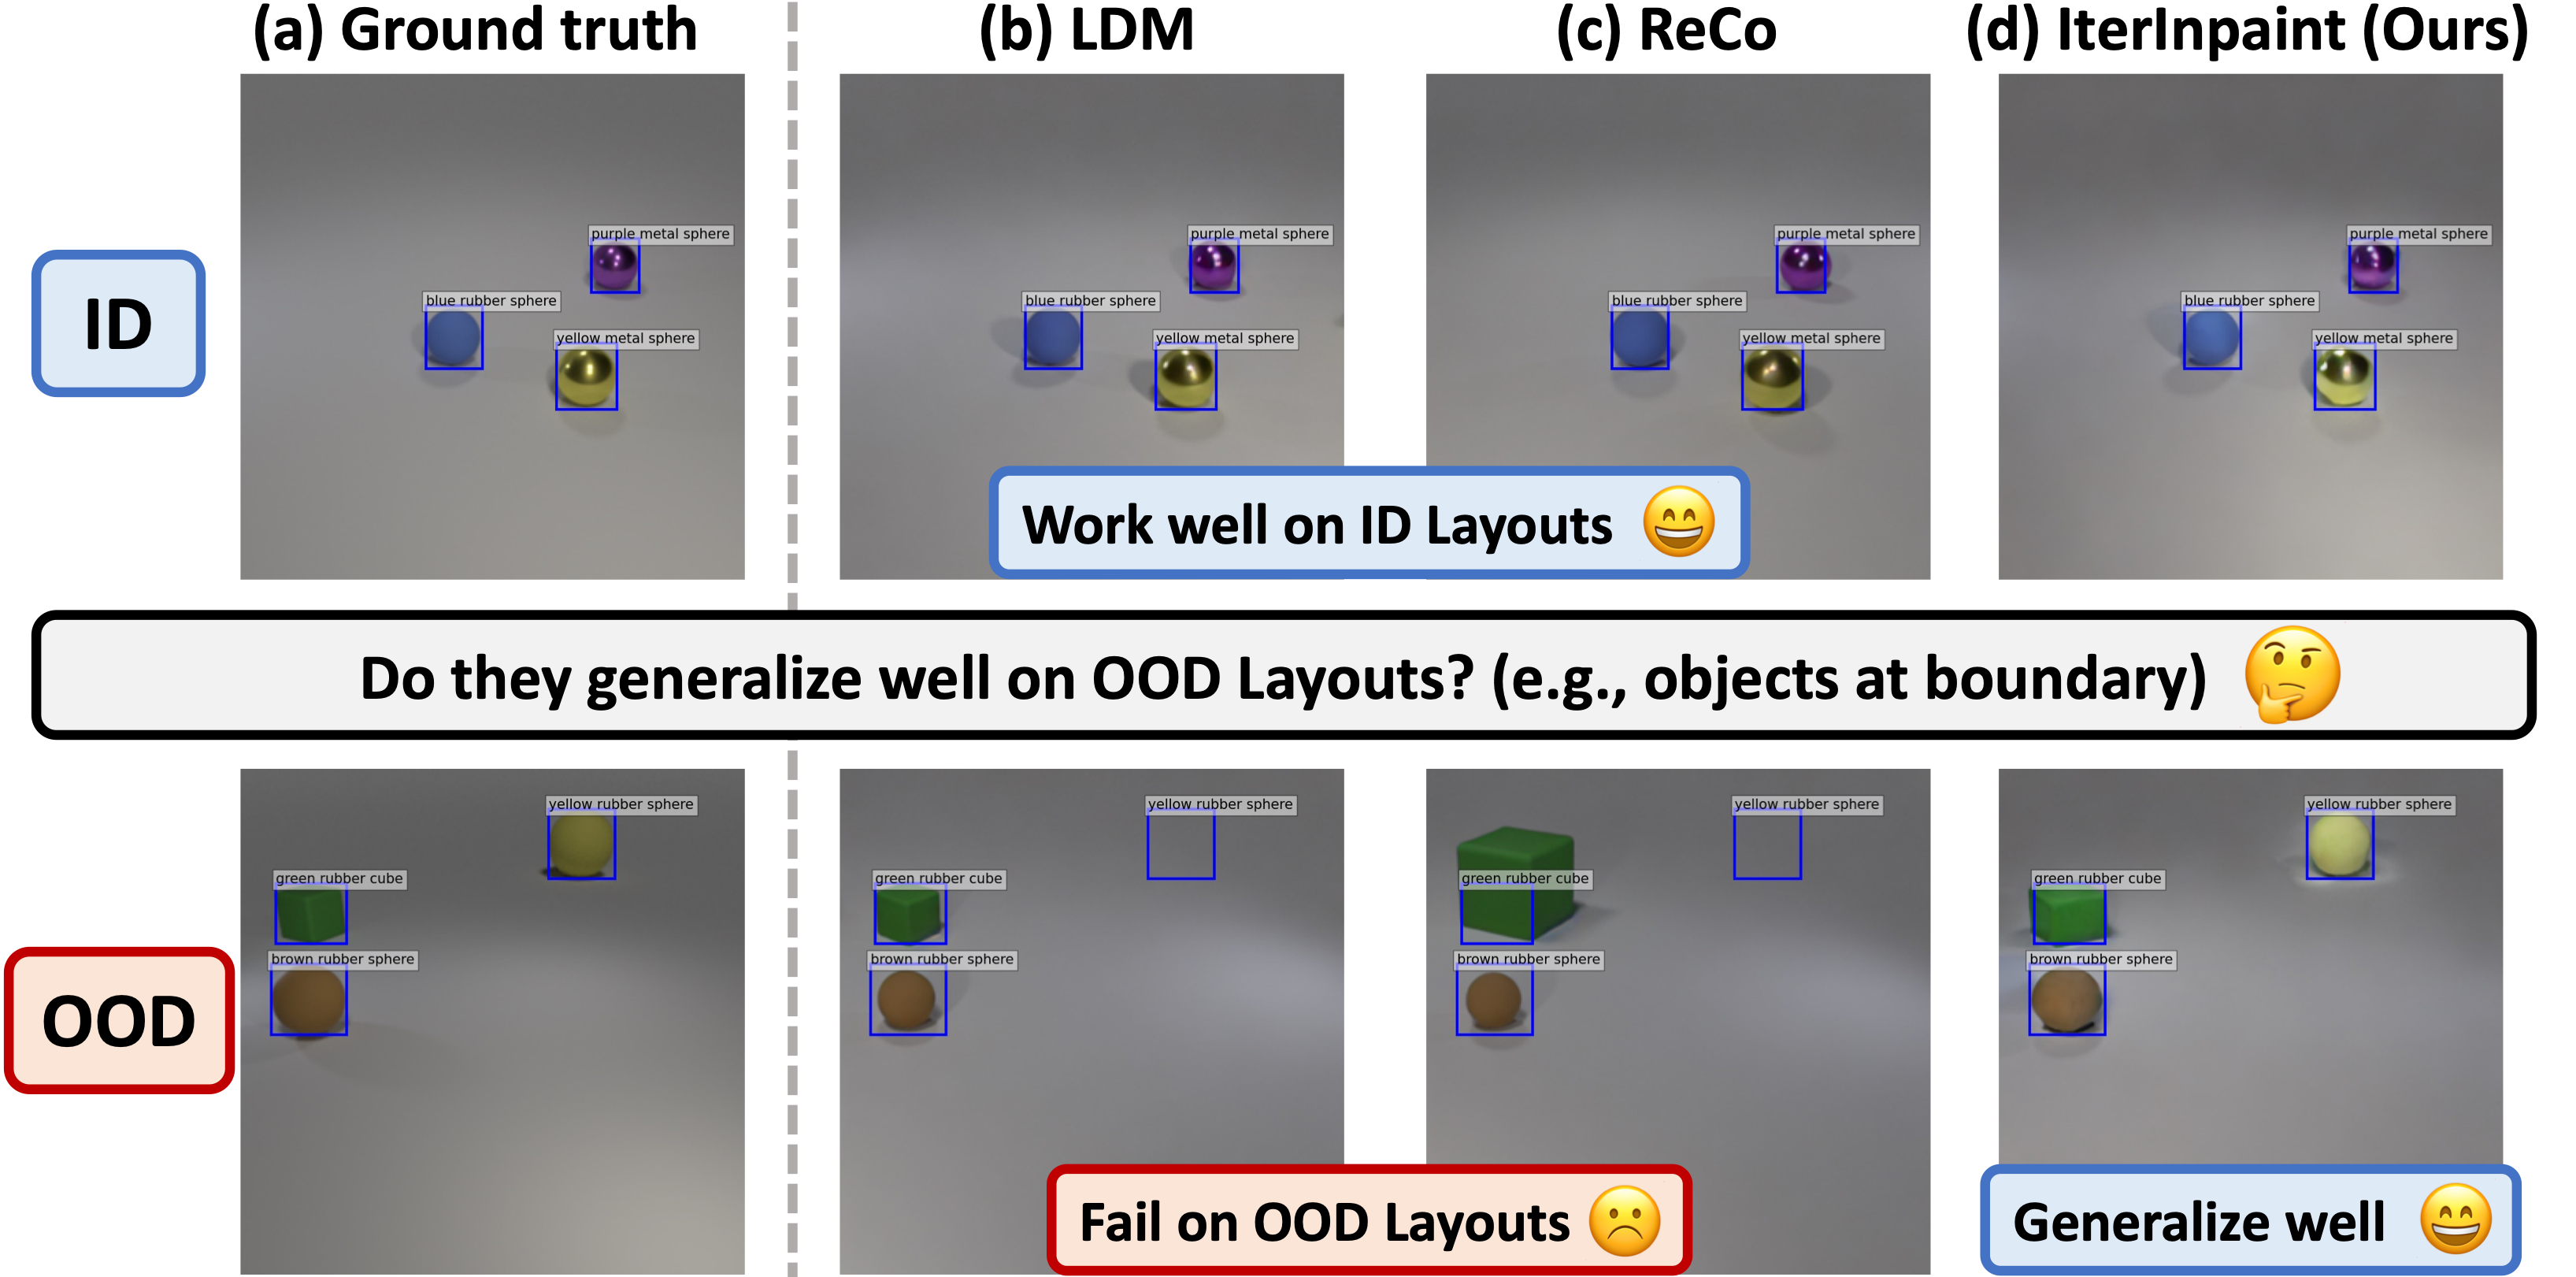 (a) Ground truth
(b) LDM
(c) ReCo
(d) IterInpaint (Ours)
ID
purple metal sphere
blue rubber sphere
yellow metal sphere
purple metal sphere
blue rubber sphere
yellow metal sphere
purple metal sphere
blue rubber sphere
yellow metal sphere
purple metal sphere
blue rubber sphere
yellow metal sphere
Work well on ID Layouts 😄
Do they generalize well on OOD Layouts? (e.g., objects at boundary) 🤔
OOD
yellow rubber sphere
green rubber cube
brown rubber sphere
yellow rubber sphere
green rubber cube
brown rubber sphere
yellow rubber sphere
green rubber cube
brown rubber sphere
yellow rubber sphere
green rubber cube
brown rubber sphere
Fail on OOD Layouts ☹️
Generalize well 😄